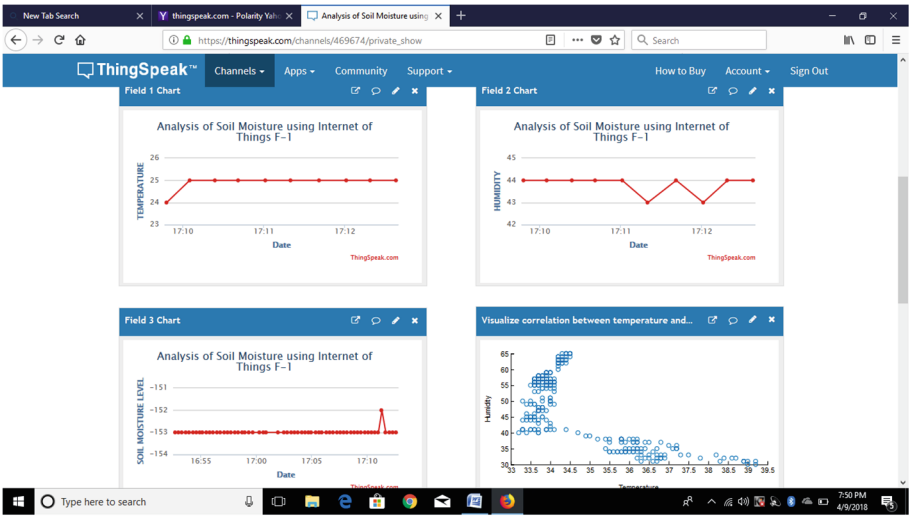 New Tab Search
thingspeak.com - Polarity Yaho
Analysis of Soil Moisture using
https://thingspeak.com/channels/469674/private_show
Search
ThingSpeak™ Channels Apps Community Support How to Buy Account Sign Out
Field 1 Chart
Analysis of Soil Moisture using Internet of
Things F-1
TEMPERATURE
26
25
24
23
17:10 17:11 17:12
Date
ThingSpeak.com
Field 2 Chart
Analysis of Soil Moisture using Internet of
Things F-1
HUMIDITY
45
44
43
42
17:10 17:11 17:12
Date
ThingSpeak.com
Field 3 Chart
Analysis of Soil Moisture using Internet of
Things F-1
SOIL MOISTURE LEVEL
-151
-152
-153
-154
16:55 17:00 17:05 17:10
Date
ThingSpeak.com
Visualize correlation between temperature and...
Humidity
65
60
55
50
45
40
35
30
33 33.5 34 34.5 35 35.5 36 36.5 37 37.5 38 38.5 39 39.5
Temperature
Type here to search
7:50 PM
4/9/2018
5